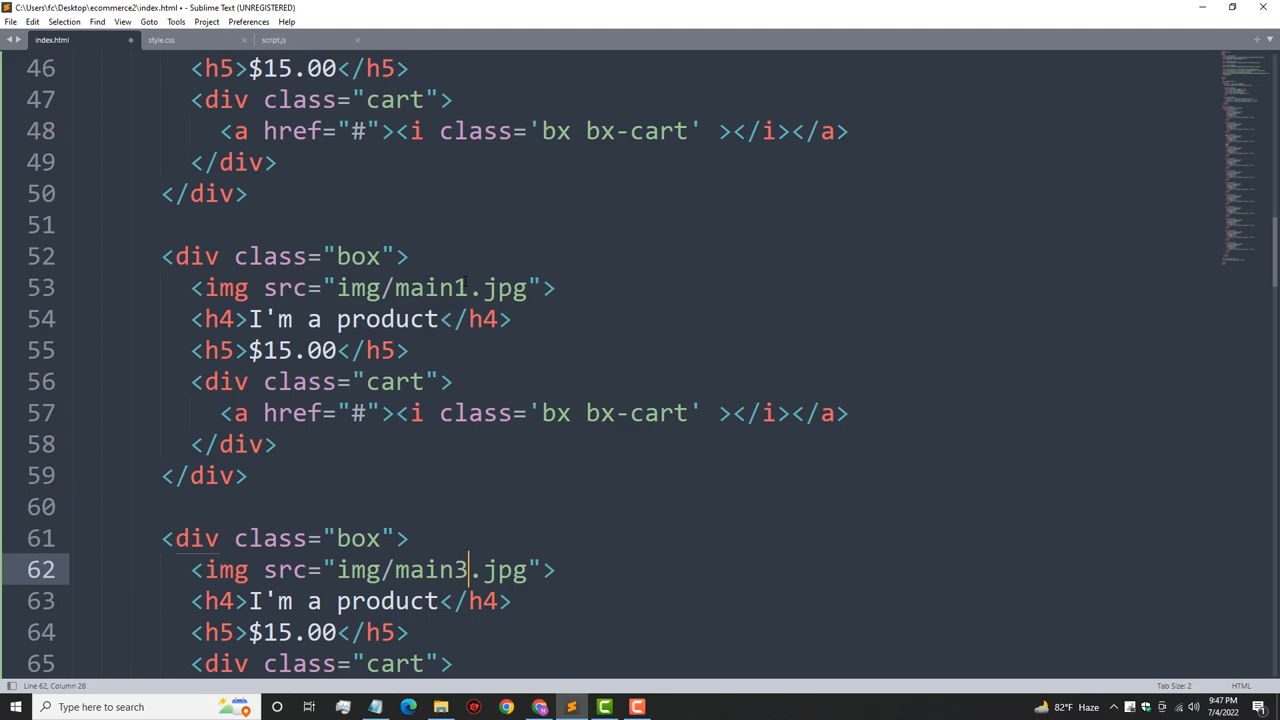 C:\Users\fc\Desktop\ecommerce2\index.html • - Sublime Text (UNREGISTERED)
File Edit Selection Find View Goto Tools Project Preferences Help
index.html style.css script.js
46 <h5>$15.00</h5>
47 <div class="cart">
48 <a href="#"><i class='bx bx-cart' ></i></a>
49 </div>
50 </div>
51
52 <div class="box">
53 <img src="img/main1.jpg">
54 <h4>I'm a product</h4>
55 <h5>$15.00</h5>
56 <div class="cart">
57 <a href="#"><i class='bx bx-cart' ></i></a>
58 </div>
59 </div>
60
61 <div class="box">
62 <img src="img/main3.jpg">
63 <h4>I'm a product</h4>
64 <h5>$15.00</h5>
65 <div class="cart">
Line 62, Column 28 Tab Size: 2 HTML
Type here to search 82°F Haze 9:47 PM
7/4/2022